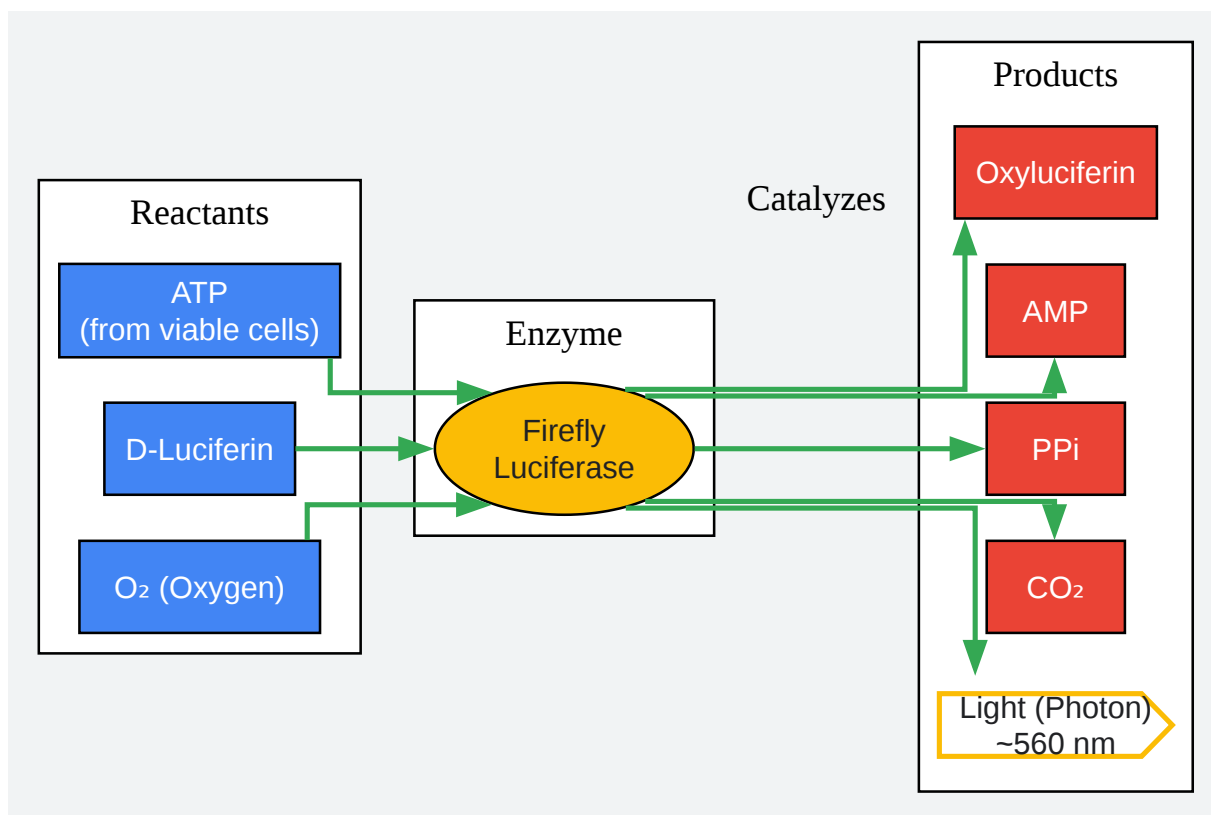 Reactants
ATP
(from viable cells)
D-Luciferin
O₂ (Oxygen)
Enzyme
Firefly
Luciferase
Catalyzes
Products
Oxyluciferin
AMP
PPi
CO₂
Light (Photon)
~560 nm